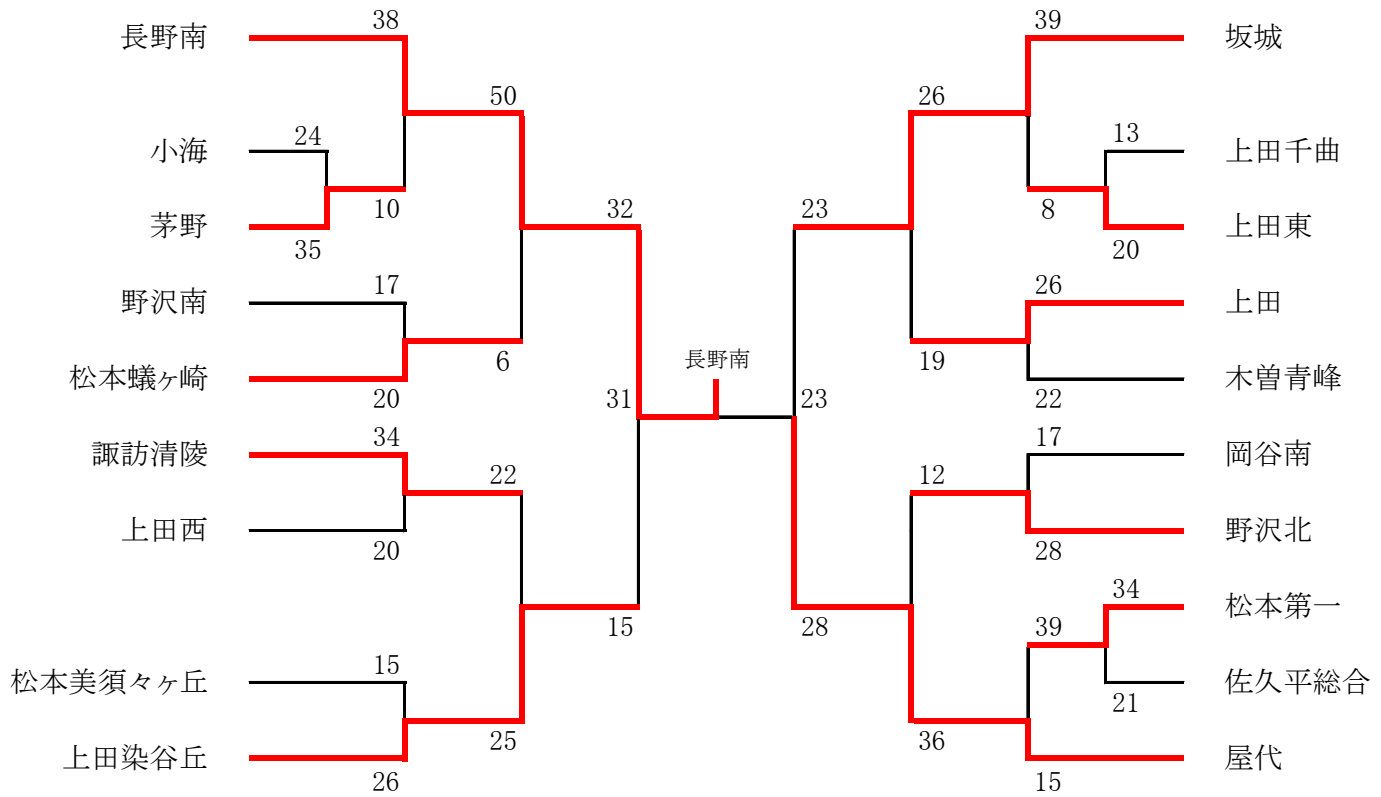 38
39
長野南
坂城
50
26
24
13
小海
上田千曲
10
32
23
8
茅野
上田東
35
20
17
26
野沢南
上田
6
長野南
19
松本蟻ヶ崎
木曽青峰
20
31
23
22
34
17
諏訪清陵
岡谷南
22
12
上田西
野沢北
20
28
34
松本第一
15
28
39
15
松本美須々ヶ丘
佐久平総合
21
25
36
上田染谷丘
屋代
26
15